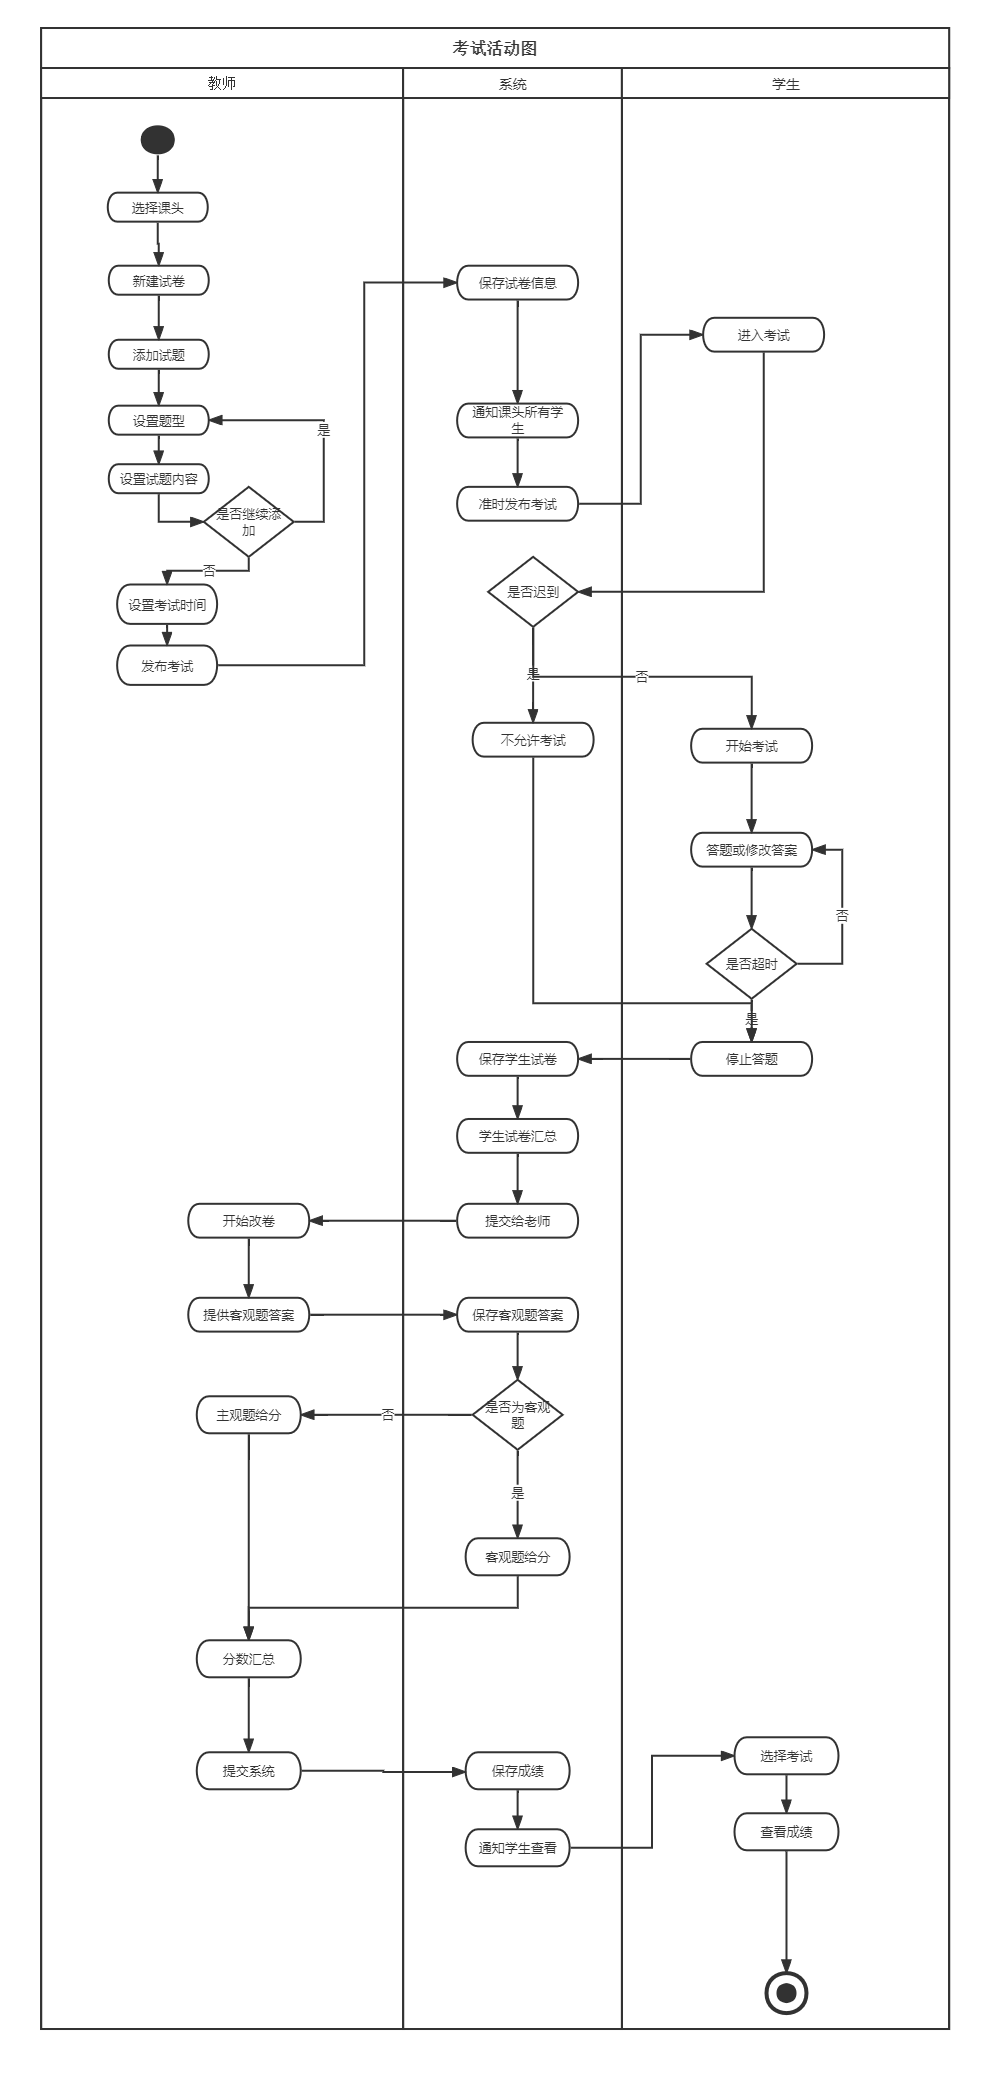 考试活动图
教师
系统
学生
选择课头
新建试卷
添加试题
设置题型
是
设置试题内容
是否继续添
加
否
设置考试时间
发布考试
保存试卷信息
通知课头所有学
生
准时发布考试
进入考试
是否迟到
是
否
不允许考试
开始考试
答题或修改答案
否
是否超时
是
停止答题
保存学生试卷
学生试卷汇总
提交给老师
开始改卷
提供客观题答案
保存客观题答案
是否为客观
题
否
主观题给分
是
客观题给分
分数汇总
提交系统
保存成绩
通知学生查看
选择考试
查看成绩